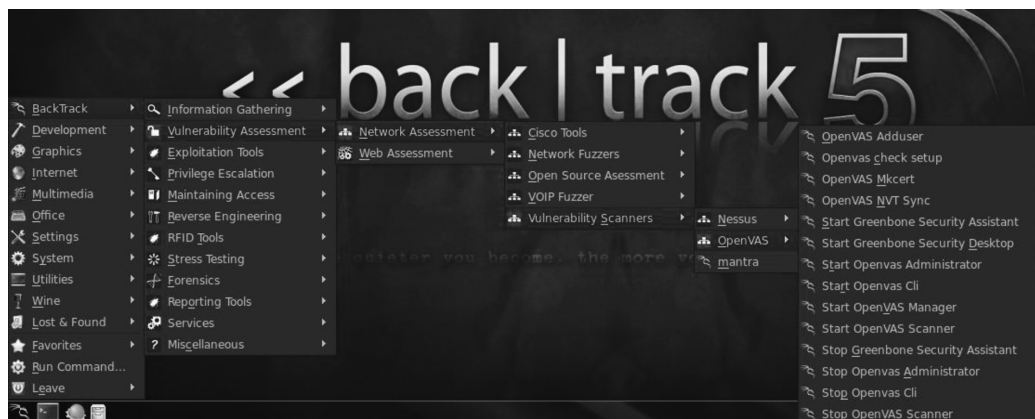 << back | track 5
BackTrack
Development
Graphics
Internet
Multimedia
Office
Settings
System
Utilities
Wine
Lost & Found
Favorites
Run Command...
Leave
Information Gathering
Vulnerability Assessment
Exploitation Tools
Privilege Escalation
Maintaining Access
Reverse Engineering
RFID Tools
Stress Testing
Forensics
Reporting Tools
Services
Miscellaneous
Network Assessment
Web Assessment
Cisco Tools
Network Fuzzers
Open Source Asessment
VOIP Fuzzer
Vulnerability Scanners
Nessus
OpenVAS
mantra
OpenVAS Adduser
Openvas check setup
OpenVAS Mkcert
OpenVAS NVT Sync
Start Greenbone Security Assistant
Start Greenbone Security Desktop
Start Openvas Administrator
Start Openvas Cli
Start OpenVAS Manager
Start OpenVAS Scanner
Stop Greenbone Security Assistant
Stop Openvas Administrator
Stop Openvas Cli
Stop OpenVAS Scanner
you become, the more